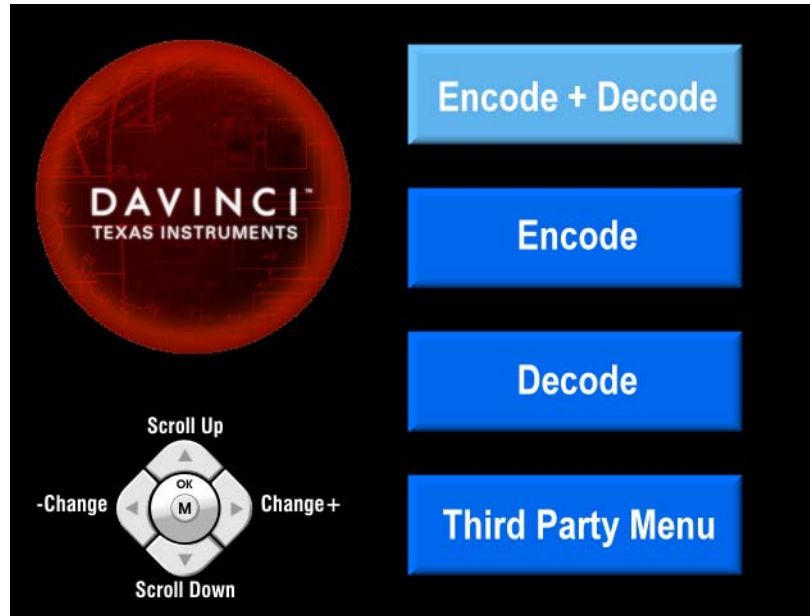 DAVINCI™
TEXAS INSTRUMENTS
Encode + Decode
Encode
Decode
Third Party Menu
Scroll Up
-Change
OK
M
Change+
Scroll Down